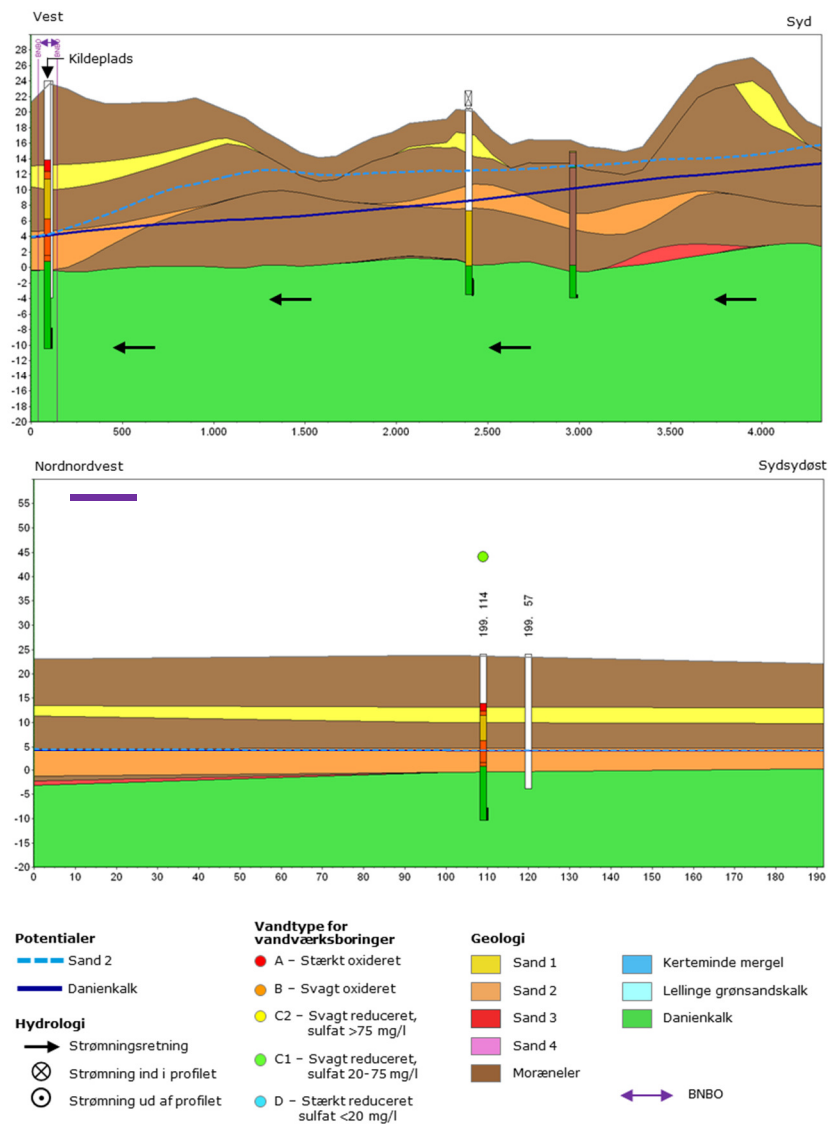 Vest
Syd
BNBO
BNBO
Kildeplads
28
26
24
22
20
18
16
14
12
10
8
6
4
2
0
-2
-4
-6
-8
-10
-12
-14
-16
-18
-20
0
500
1.000
1.500
2.000
2.500
3.000
3.500
4.000
Nordnordvest
Sydsydøst
55
50
45
40
35
30
25
20
15
10
5
0
-5
-10
-15
-20
199. 114
199. 57
0
10
20
30
40
50
60
70
80
90
100
110
120
130
140
150
160
170
180
190
Potentialer
Sand 2
Danienkalk
Hydrologi
Strømningsretning
Strømning ind i profilet
Strømning ud af profilet
Vandtype for
vandværksboringer
A – Stærkt oxideret
B – Svagt oxideret
C2 – Svagt reduceret,
sulfat >75 mg/l
C1 – Svagt reduceret,
sulfat 20-75 mg/l
D – Stærkt reduceret
sulfat <20 mg/l
Geologi
Sand 1
Sand 2
Sand 3
Sand 4
Moræneler
Kerteminde mergel
Lellinge grønsandskalk
Danienkalk
BNBO